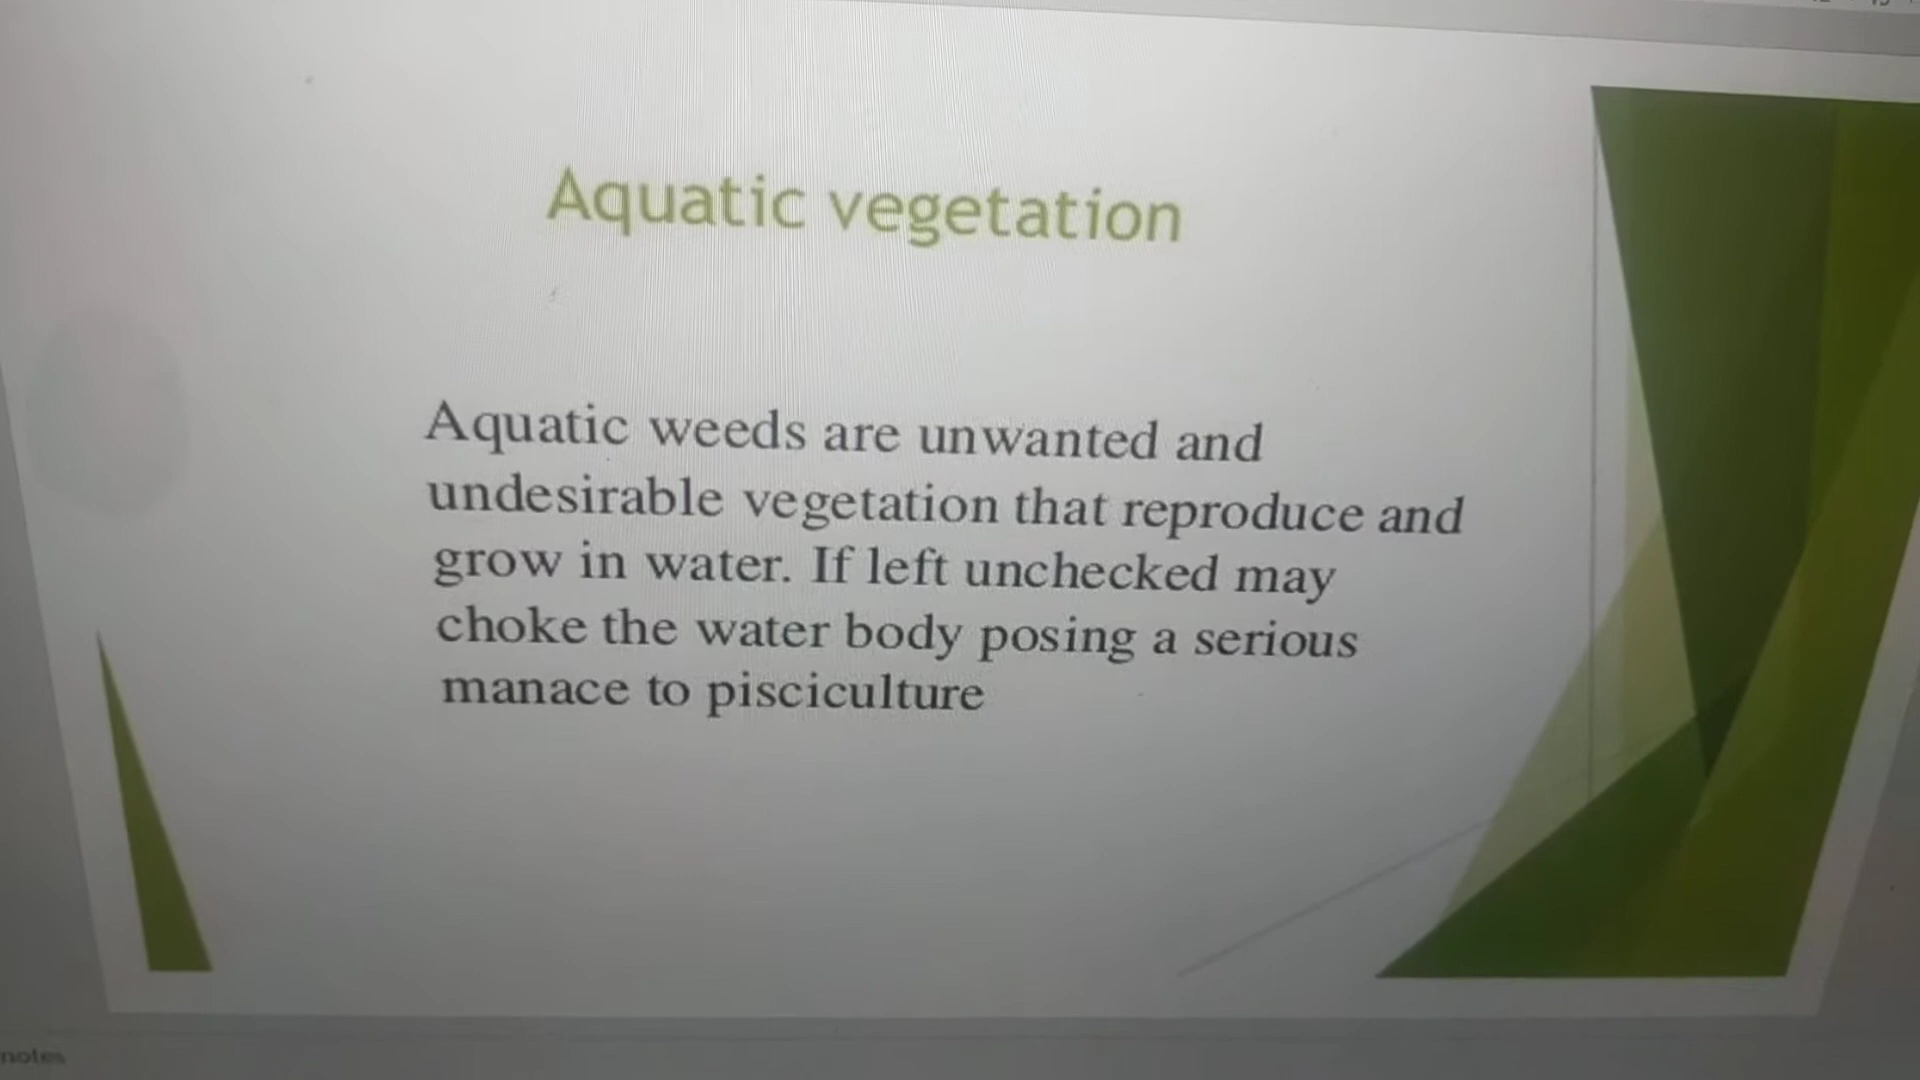 Aquatic vegetation
Aquatic weeds are unwanted and
undesirable vegetation that reproduce and
grow in water. If left unchecked may
choke the water body posing a serious
manace to pisciculture
notes